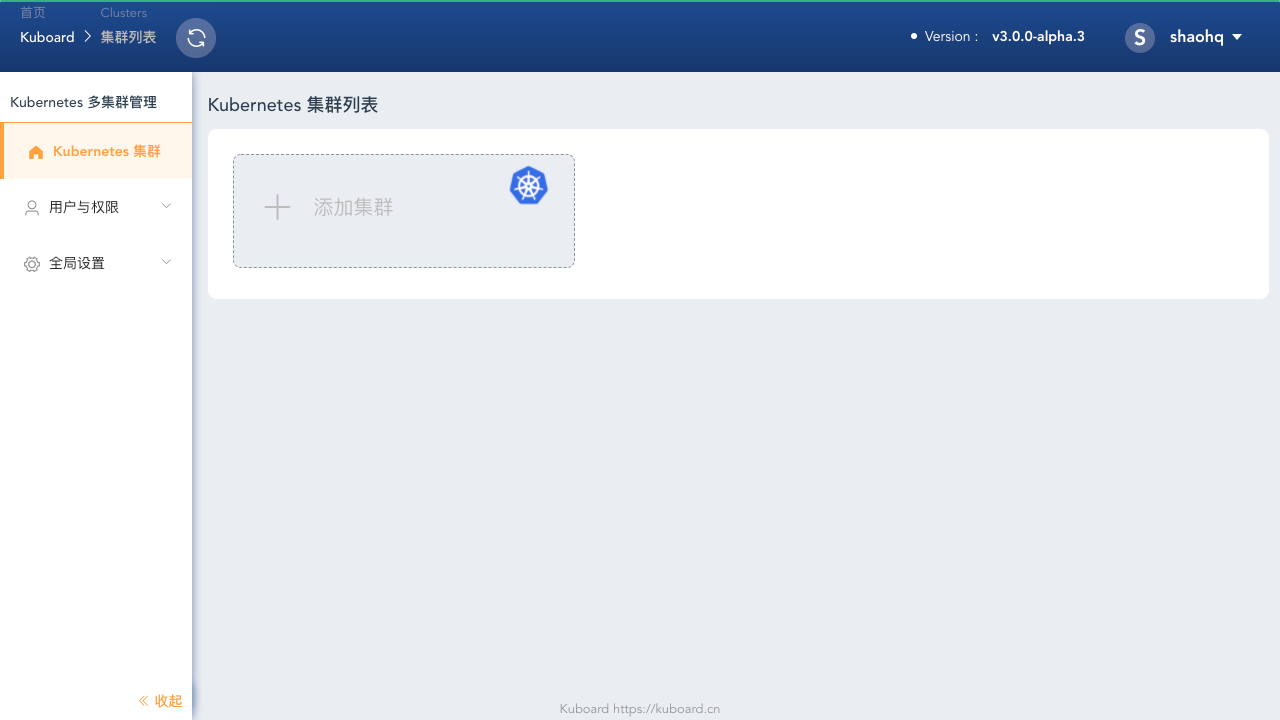 首页 Clusters
Kuboard 集群列表
Version : v3.0.0-alpha.3
S shaohq
Kubernetes 多集群管理
Kubernetes 集群
用户与权限
全局设置
收起
Kubernetes 集群列表
添加集群
Kuboard https://kuboard.cn